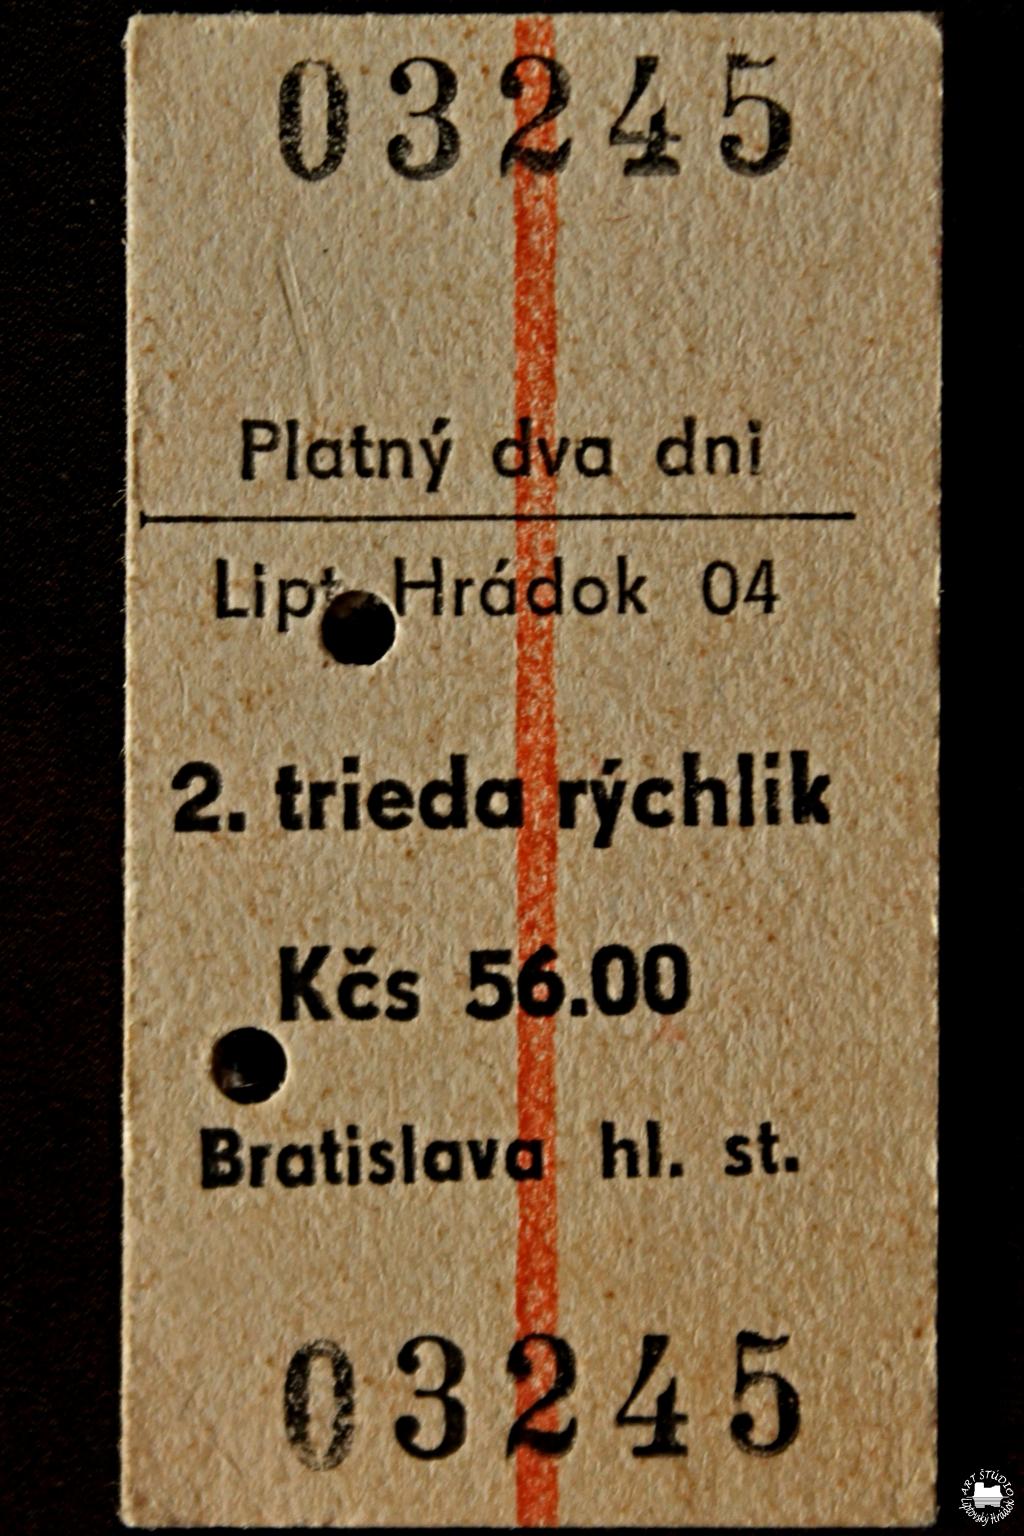 03245
Platný dva dni
Lipt. Hrádok 04
2. trieda rýchlik
Kčs 56.00
Bratislava hl. st.
03245
ART ŠTÚDIO
Liptovský Hrádok